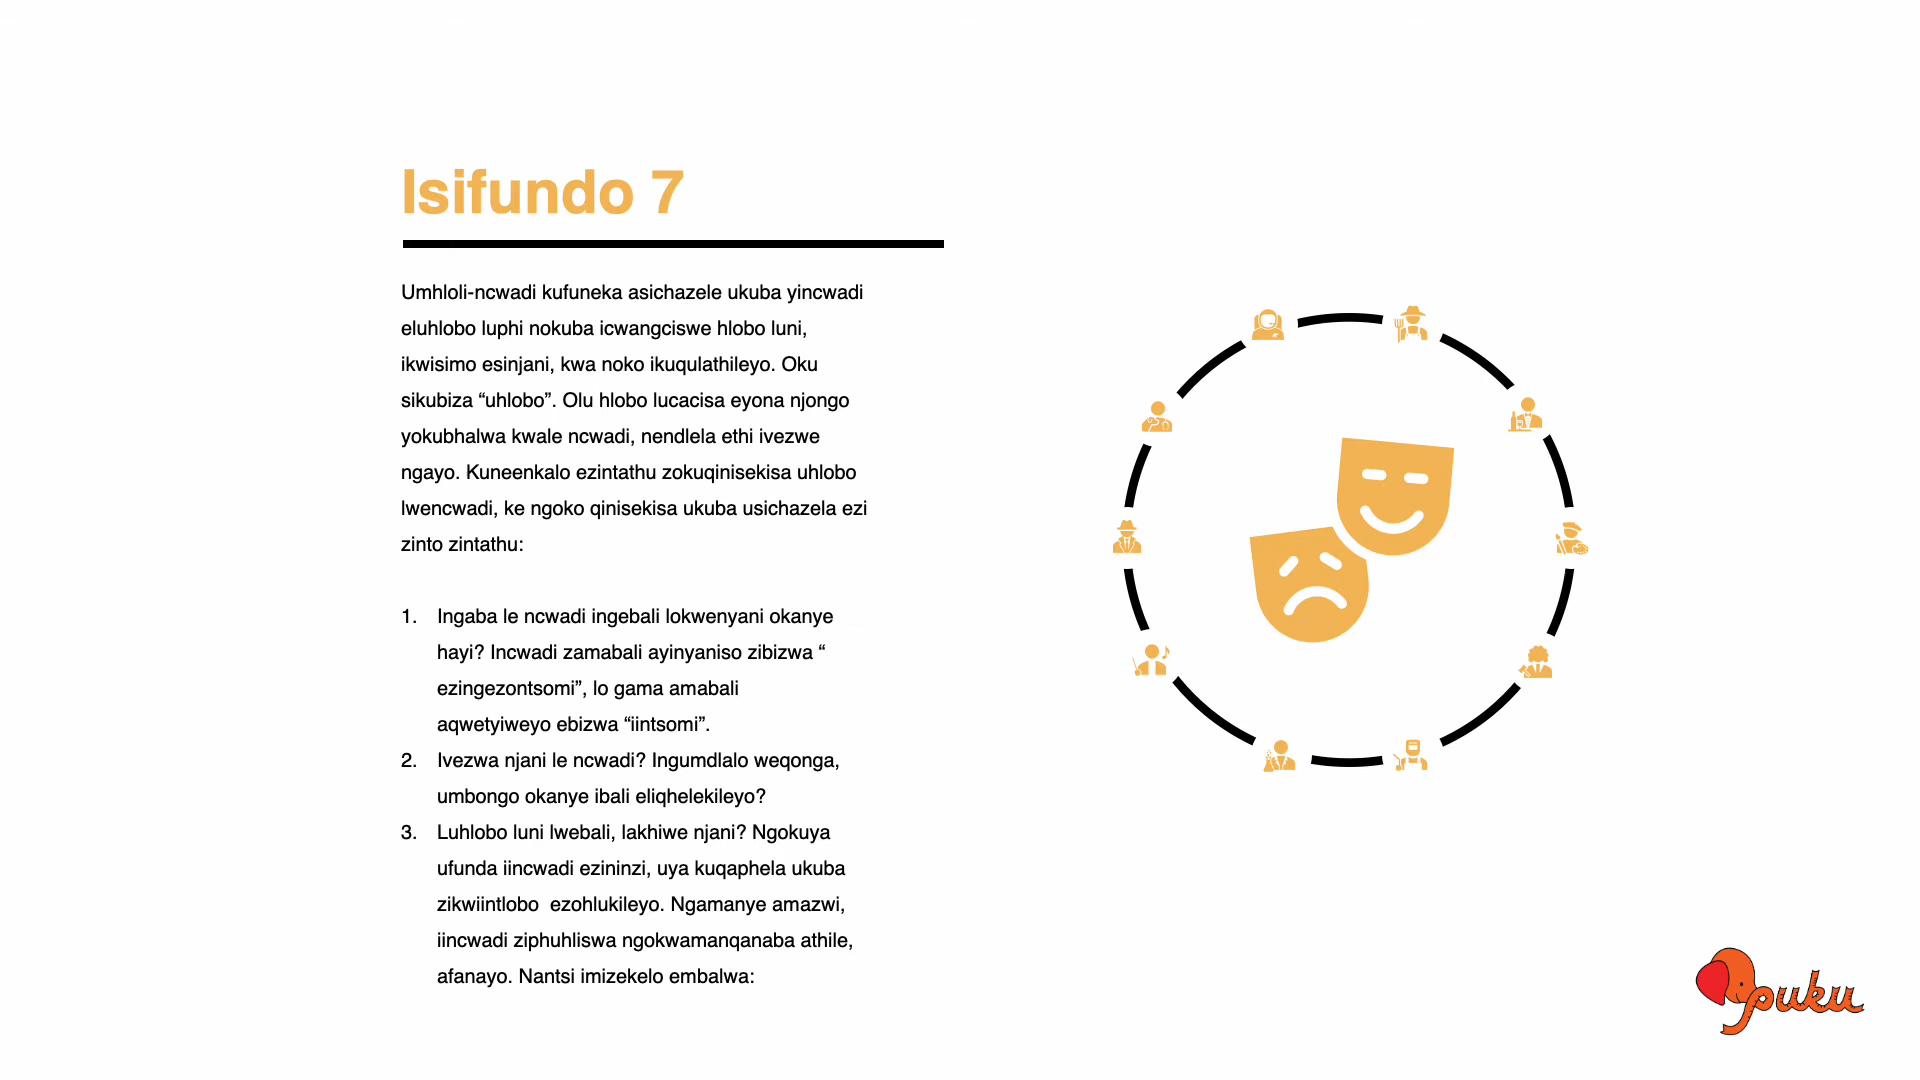 Isifundo 7
Umhloli-ncwadi kufuneka asichazele ukuba yincwadi
eluhlobo luphi nokuba icwangciswe hlobo luni,
ikwisimo esinjani, kwa noko ikuqulathileyo. Oku
sikubiza “uhlobo”. Olu hlobo lucacisa eyona njongo
yokubhalwa kwale ncwadi, nendlela ethi ivezwe
ngayo. Kuneenkalo ezintathu zokuqinisekisa uhlobo
lwencwadi, ke ngoko qinisekisa ukuba usichazela ezi
zinto zintathu:
1. Ingaba le ncwadi ingebali lokwenyani okanye
hayi? Incwadi zamabali ayinyaniso zibizwa “
ezingezontsomi”, lo gama amabali
aqwetyiweyo ebizwa “iintsomi”.
2. Ivezwa njani le ncwadi? Ingumdlalo weqonga,
umbongo okanye ibali eliqhelekileyo?
3. Luhlobo luni lwebali, lakhiwe njani? Ngokuya
ufunda iincwadi ezininzi, uya kuqaphela ukuba
zikwiintlobo  ezohlukileyo. Ngamanye amazwi,
iincwadi ziphuhliswa ngokwamanqanaba athile,
afanayo. Nantsi imizekelo embalwa:
puku